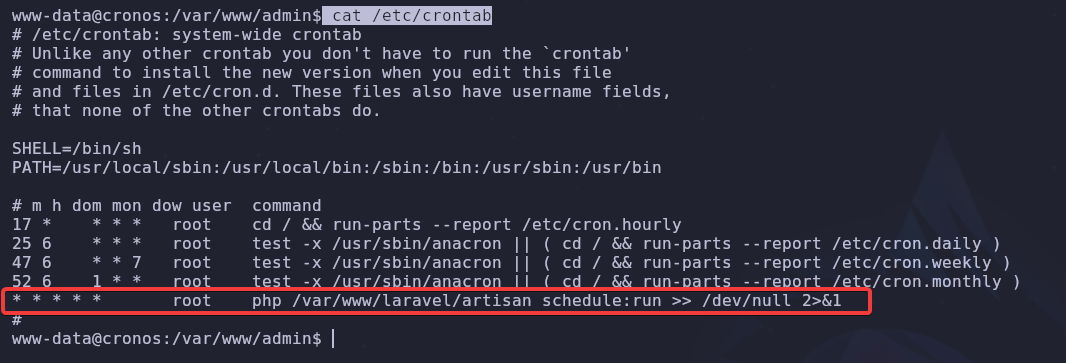 www-data@cronos:/var/www/admin$ cat /etc/crontab
# /etc/crontab: system-wide crontab
# Unlike any other crontab you don't have to run the `crontab'
# command to install the new version when you edit this file
# and files in /etc/cron.d. These files also have username fields,
# that none of the other crontabs do.

SHELL=/bin/sh
PATH=/usr/local/sbin:/usr/local/bin:/sbin:/bin:/usr/sbin:/usr/bin

# m h dom mon dow user  command
17 *    * * *   root    cd / && run-parts --report /etc/cron.hourly
25 6    * * *   root    test -x /usr/sbin/anacron || ( cd / && run-parts --report /etc/cron.daily )
47 6    * * 7   root    test -x /usr/sbin/anacron || ( cd / && run-parts --report /etc/cron.weekly )
52 6    1 * *   root    test -x /usr/sbin/anacron || ( cd / && run-parts --report /etc/cron.monthly )
* * * * *       root    php /var/www/laravel/artisan schedule:run >> /dev/null 2>&1
#
www-data@cronos:/var/www/admin$